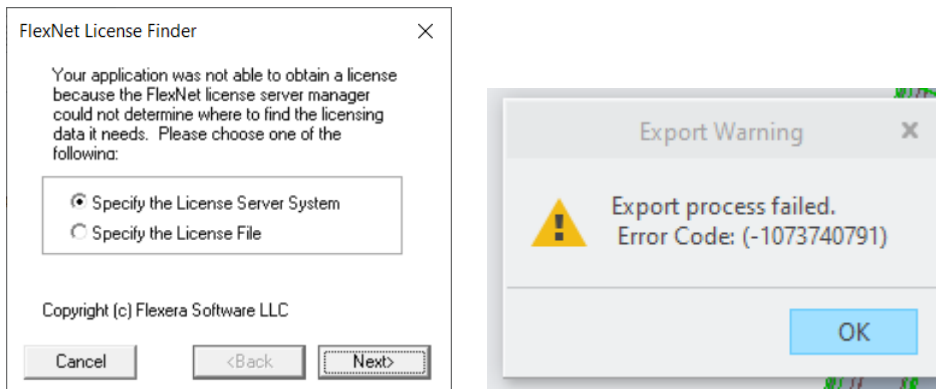 FlexNet License Finder
Your application was not able to obtain a license
because the FlexNet license server manager
could not determine where to find the licensing
data it needs.  Please choose one of the
following:
Specify the License Server System
Specify the License File
Copyright (c) Flexera Software LLC
Cancel
<Back
Next>
Export Warning
Export process failed.
Error Code: (-1073740791)
OK